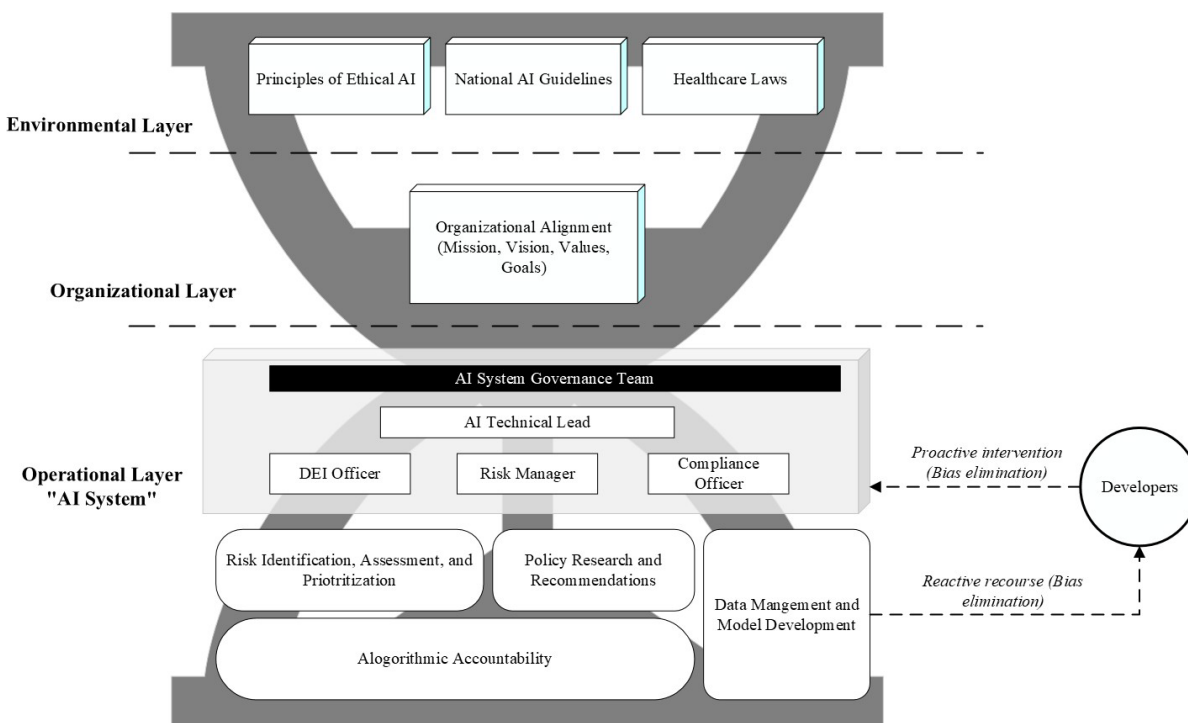 Principles of Ethical AI
National AI Guidelines
Healthcare Laws
Environmental Layer
Organizational Alignment
(Mission, Vision, Values,
Goals)
Organizational Layer
AI System Governance Team
AI Technical Lead
DEI Officer
Risk Manager
Compliance
Officer
Operational Layer
"AI System"
Proactive intervention
(Bias elimination)
Developers
Risk Identification, Assessment, and
Priotritization
Policy Research and
Recommendations
Data Mangement and
Model Development
Reactive recourse (Bias
elimination)
Alogorithmic Accountability